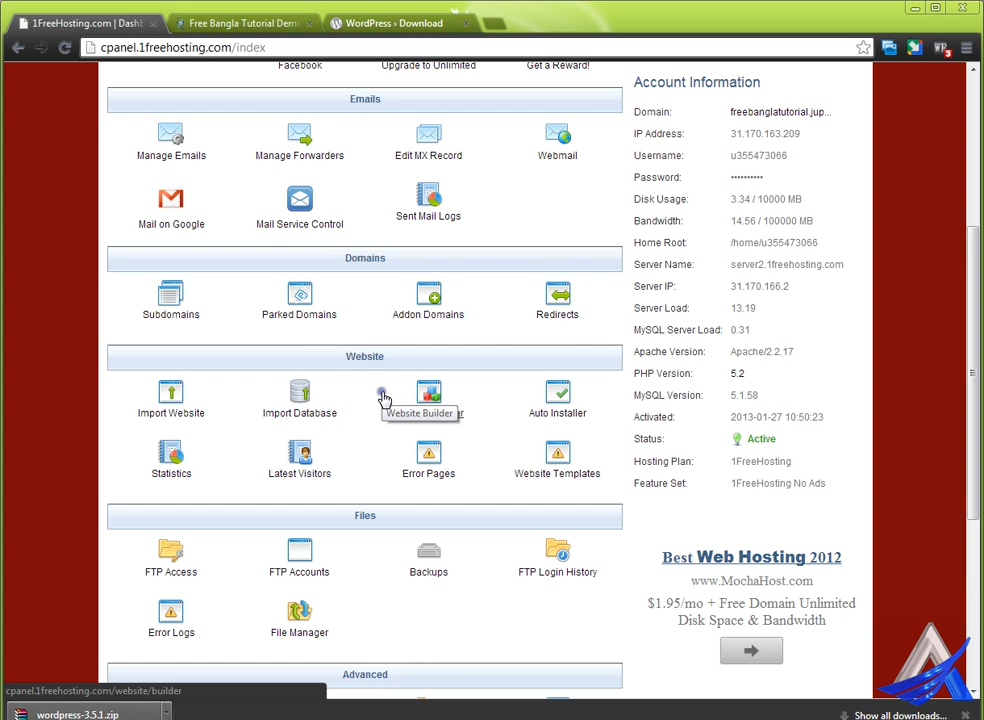 1FreeHosting.com | Dashb
Free Bangla Tutorial Dem
WordPress › Download
cpanel.1freehosting.com/index
WP
3
Facebook
Upgrade to Unlimited
Get a Reward!
Emails
Manage Emails
Manage Forwarders
Edit MX Record
Webmail
Mail on Google
Mail Service Control
Sent Mail Logs
Domains
Subdomains
Parked Domains
Addon Domains
Redirects
Website
Import Website
Import Database
Website Builder
Auto Installer
Statistics
Latest Visitors
Error Pages
Website Templates
Files
FTP Access
FTP Accounts
Backups
FTP Login History
Error Logs
File Manager
Advanced
Account Information
Domain: freebanglatutorial.jup...
IP Address: 31.170.163.209
Username: u355473066
Password: ••••••••••
Disk Usage: 3.34 / 10000 MB
Bandwidth: 14.56 / 100000 MB
Home Root: /home/u355473066
Server Name: server2.1freehosting.com
Server IP: 31.170.166.2
Server Load: 13.19
MySQL Server Load: 0.31
Apache Version: Apache/2.2.17
PHP Version: 5.2
MySQL Version: 5.1.58
Activated: 2013-01-27 10:50:23
Status: Active
Hosting Plan: 1FreeHosting
Feature Set: 1FreeHosting No Ads
Best Web Hosting 2012
www.MochaHost.com
$1.95/mo + Free Domain Unlimited
Disk Space & Bandwidth
cpanel.1freehosting.com/website/builder
wordpress-3.5.1.zip
Show all downloads...